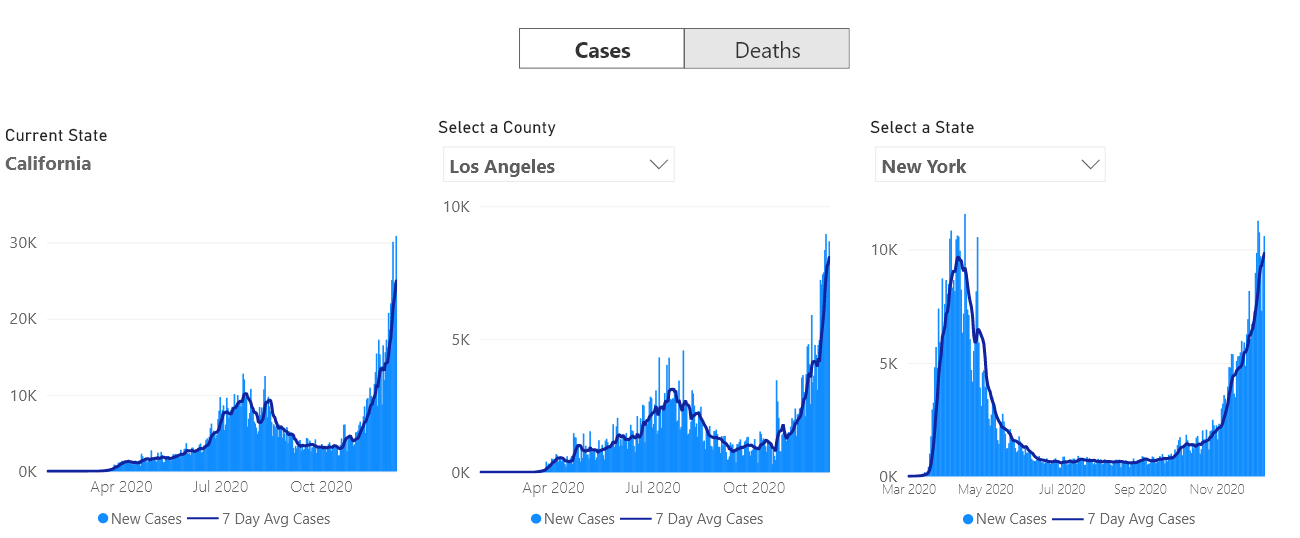 Cases Deaths
Current State
California
30K
20K
10K
0K
Apr 2020 Jul 2020 Oct 2020
New Cases 7 Day Avg Cases
Select a County
Los Angeles
10K
5K
0K
Apr 2020 Jul 2020 Oct 2020
New Cases 7 Day Avg Cases
Select a State
New York
10K
5K
0K
Mar 2020 May 2020 Jul 2020 Sep 2020 Nov 2020
New Cases 7 Day Avg Cases